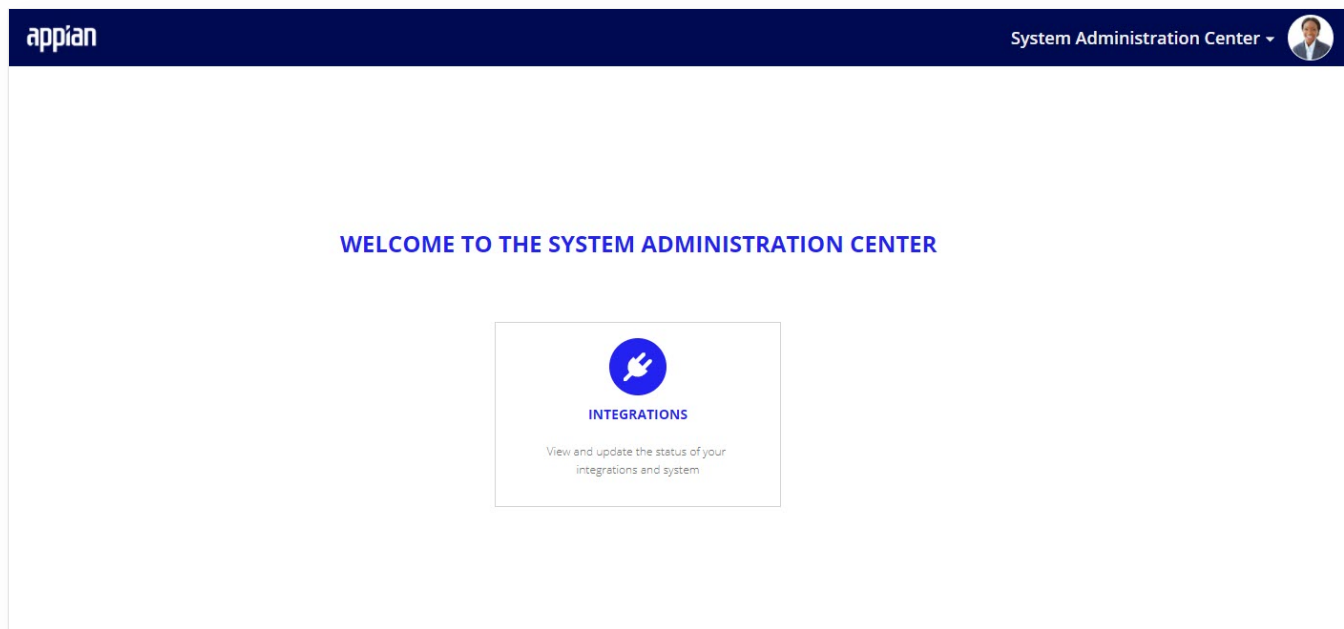 appian
System Administration Center
WELCOME TO THE SYSTEM ADMINISTRATION CENTER
INTEGRATIONS
View and update the status of your
integrations and system